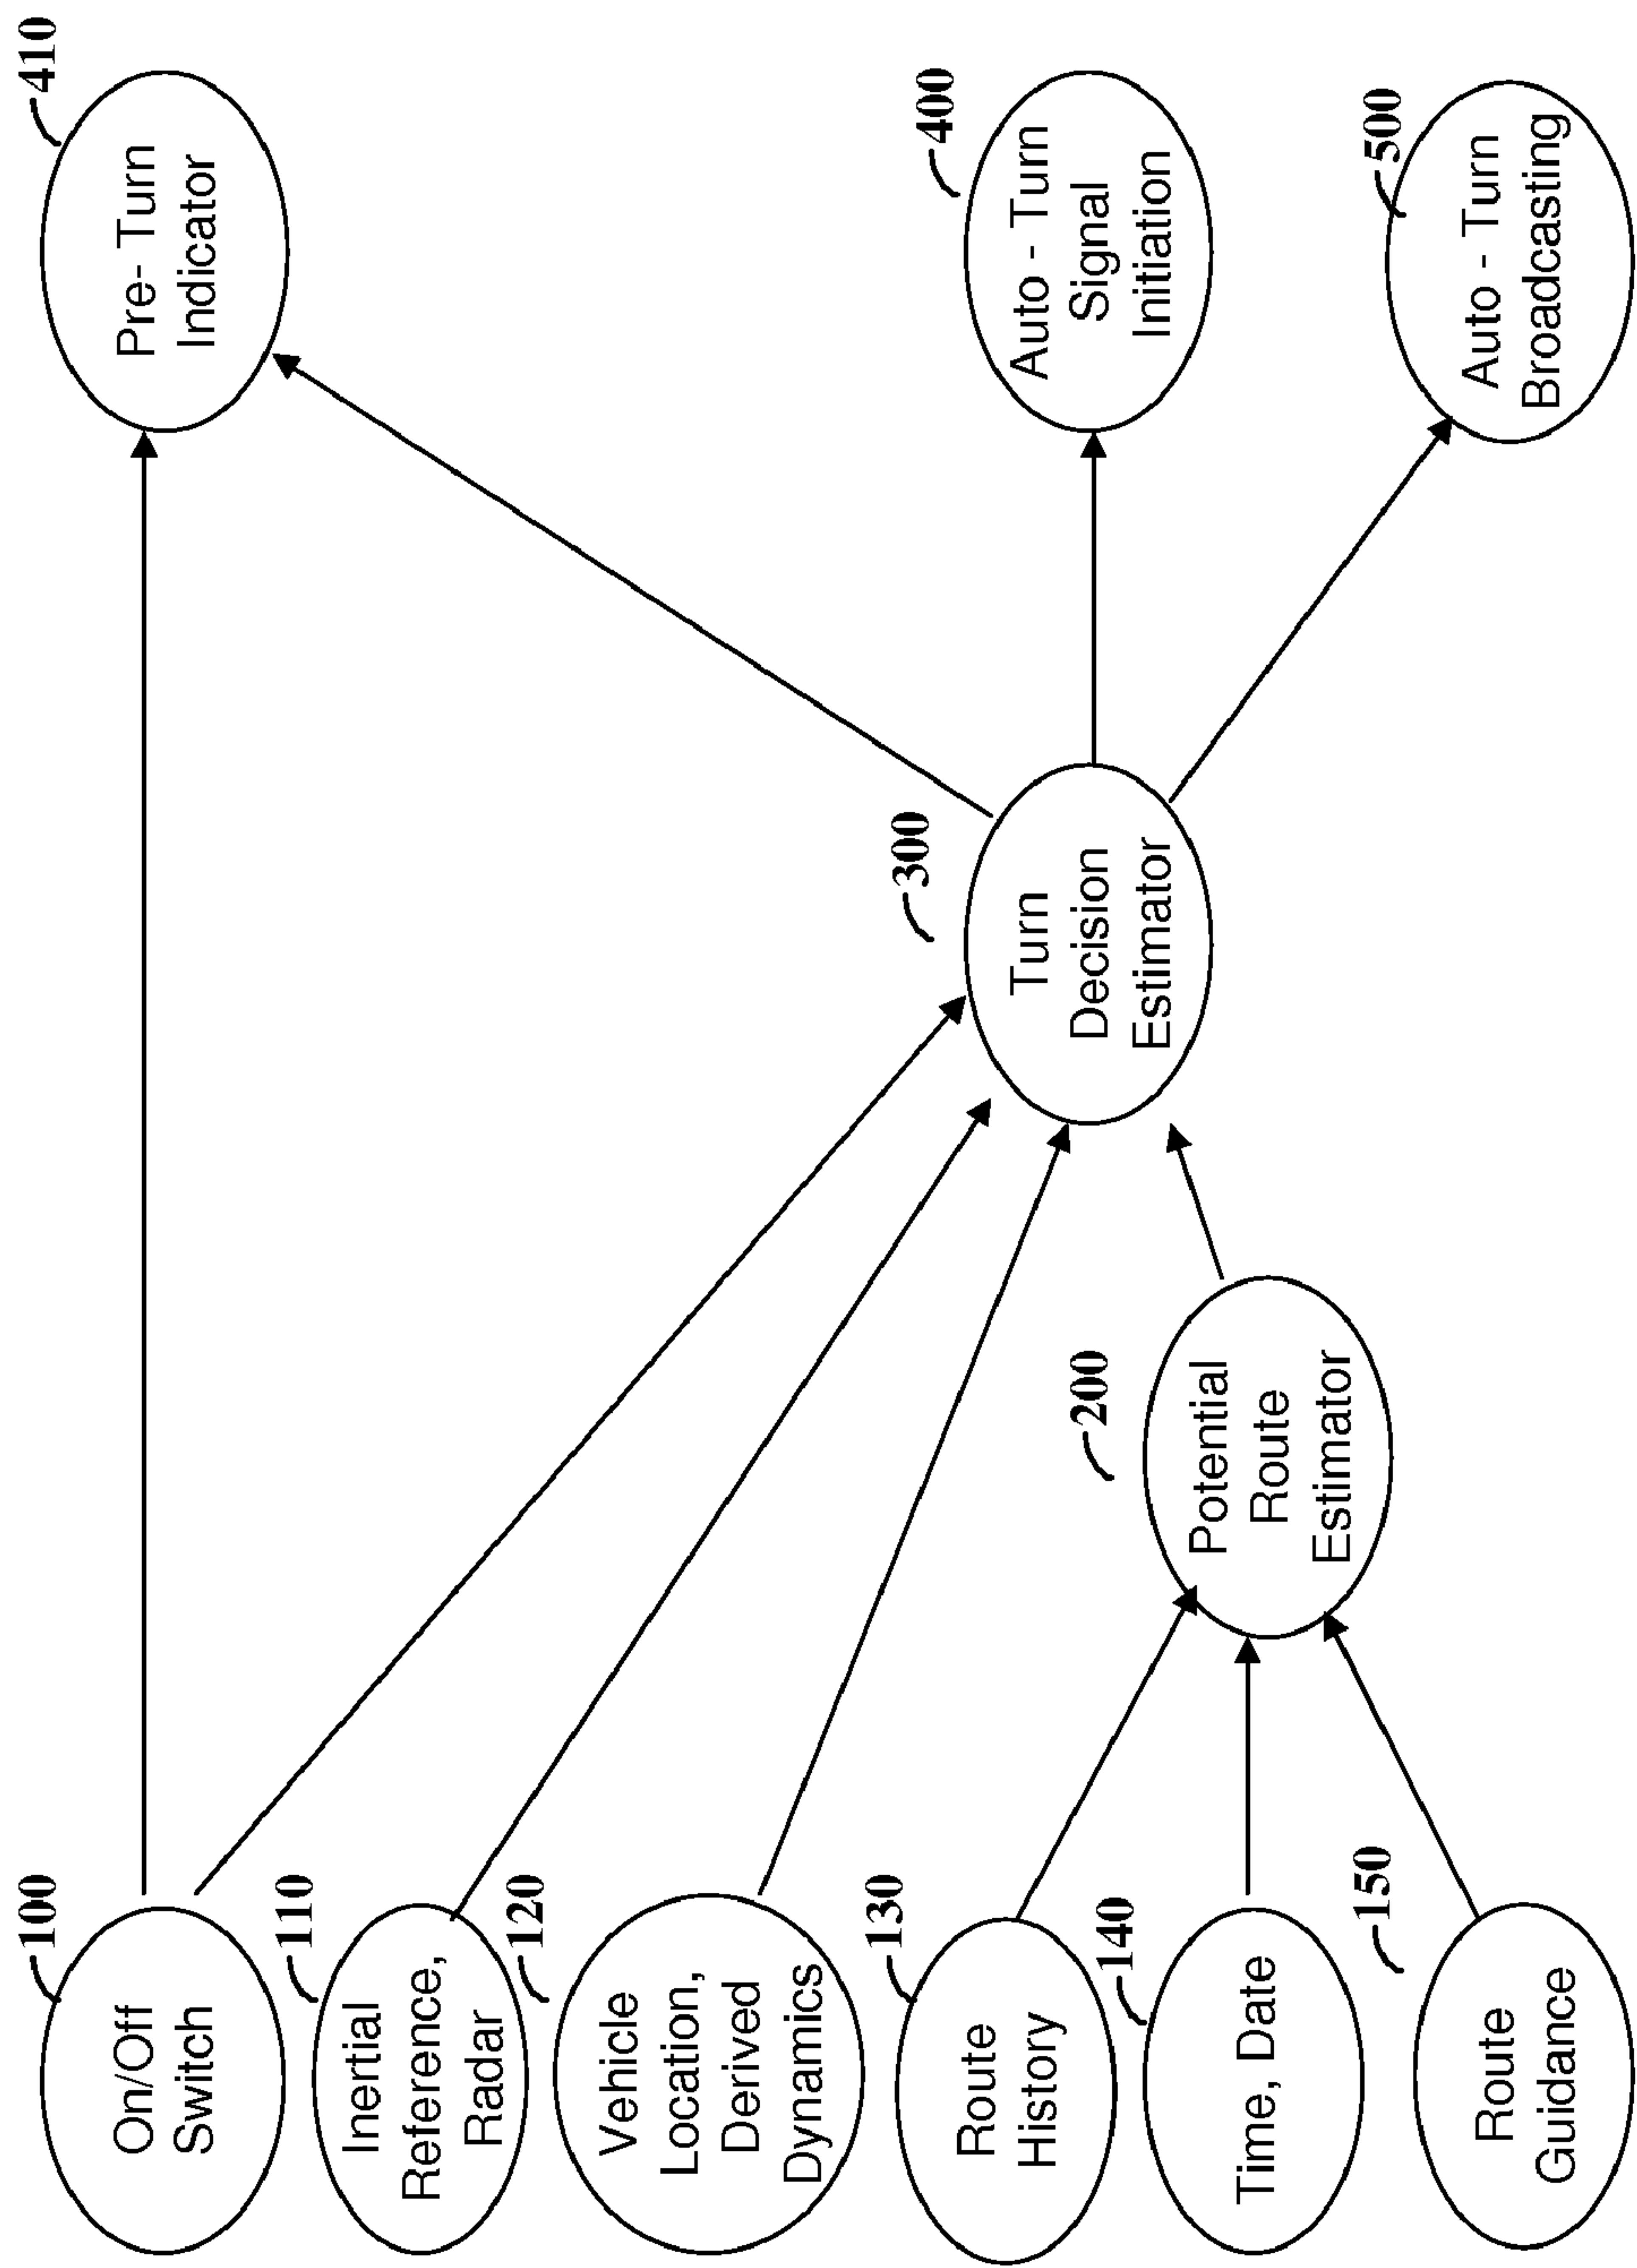 100
On/Off
Switch
110
Inertial
Reference,
Radar
120
Vehicle
Location,
Derived
Dynamics
130
Route
History
140
Time, Date
150
Route
Guidance
200
Potential
Route
Estimator
300
Turn
Decision
Estimator
410
Pre- Turn
Indicator
400
Auto - Turn
Signal
Initiation
500
Auto - Turn
Broadcasting